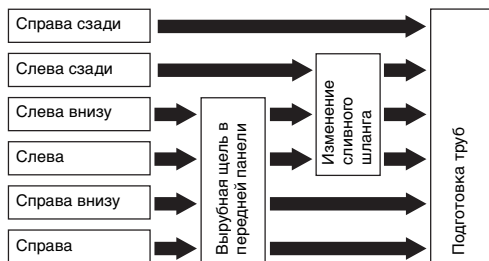 Справа сзади
Слева сзади
Слева внизу
Слева
Справа внизу
Справа
Вырубная щель в
передней панели
Изменение
сливного
шланга
Подготовка труб